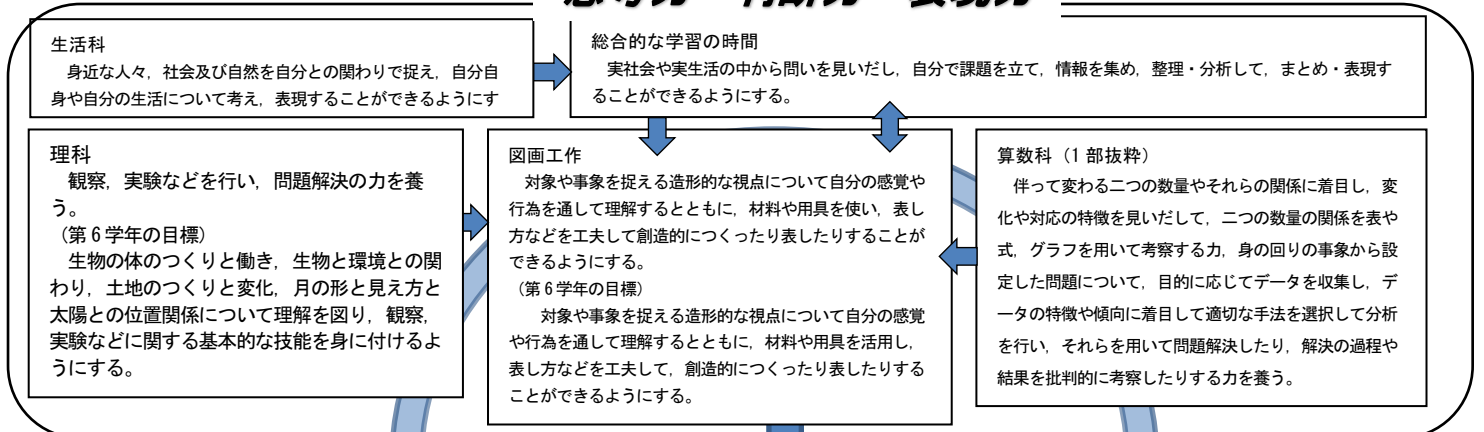 思考力・判断力・表現力
生活科
身近な人々，社会及び自然を自分との関わりで捉え，自分自
身や自分の生活について考え，表現することができるようにす
総合的な学習の時間
実社会や実生活の中から問いを見いだし，自分で課題を立て，情報を集め，整理・分析して，まとめ・表現す
ることができるようにする。
理科
観察，実験などを行い，問題解決の力を養
う。
（第６学年の目標）
生物の体のつくりと働き，生物と環境との関
わり，土地のつくりと変化，月の形と見え方と
太陽との位置関係について理解を図り，観察，
実験などに関する基本的な技能を身に付けるよ
うにする。
図画工作
対象や事象を捉える造形的な視点について自分の感覚や
行為を通して理解するとともに，材料や用具を使い，表し
方などを工夫して創造的につくったり表したりすることが
できるようにする。
（第６学年の目標）
対象や事象を捉える造形的な視点について自分の感覚
や行為を通して理解するとともに，材料や用具を活用し，
表し方などを工夫して，創造的につくったり表したりする
ことができるようにする。
算数科（１部抜粋）
伴って変わる二つの数量やそれらの関係に着目し，変
化や対応の特徴を見いだして，二つの数量の関係を表や
式，グラフを用いて考察する力，身の回りの事象から設
定した問題について，目的に応じてデータを収集し，デ
ータの特徴や傾向に着目して適切な手法を選択して分析
を行い，それらを用いて問題解決したり，解決の過程や
結果を批判的に考察したりする力を養う。